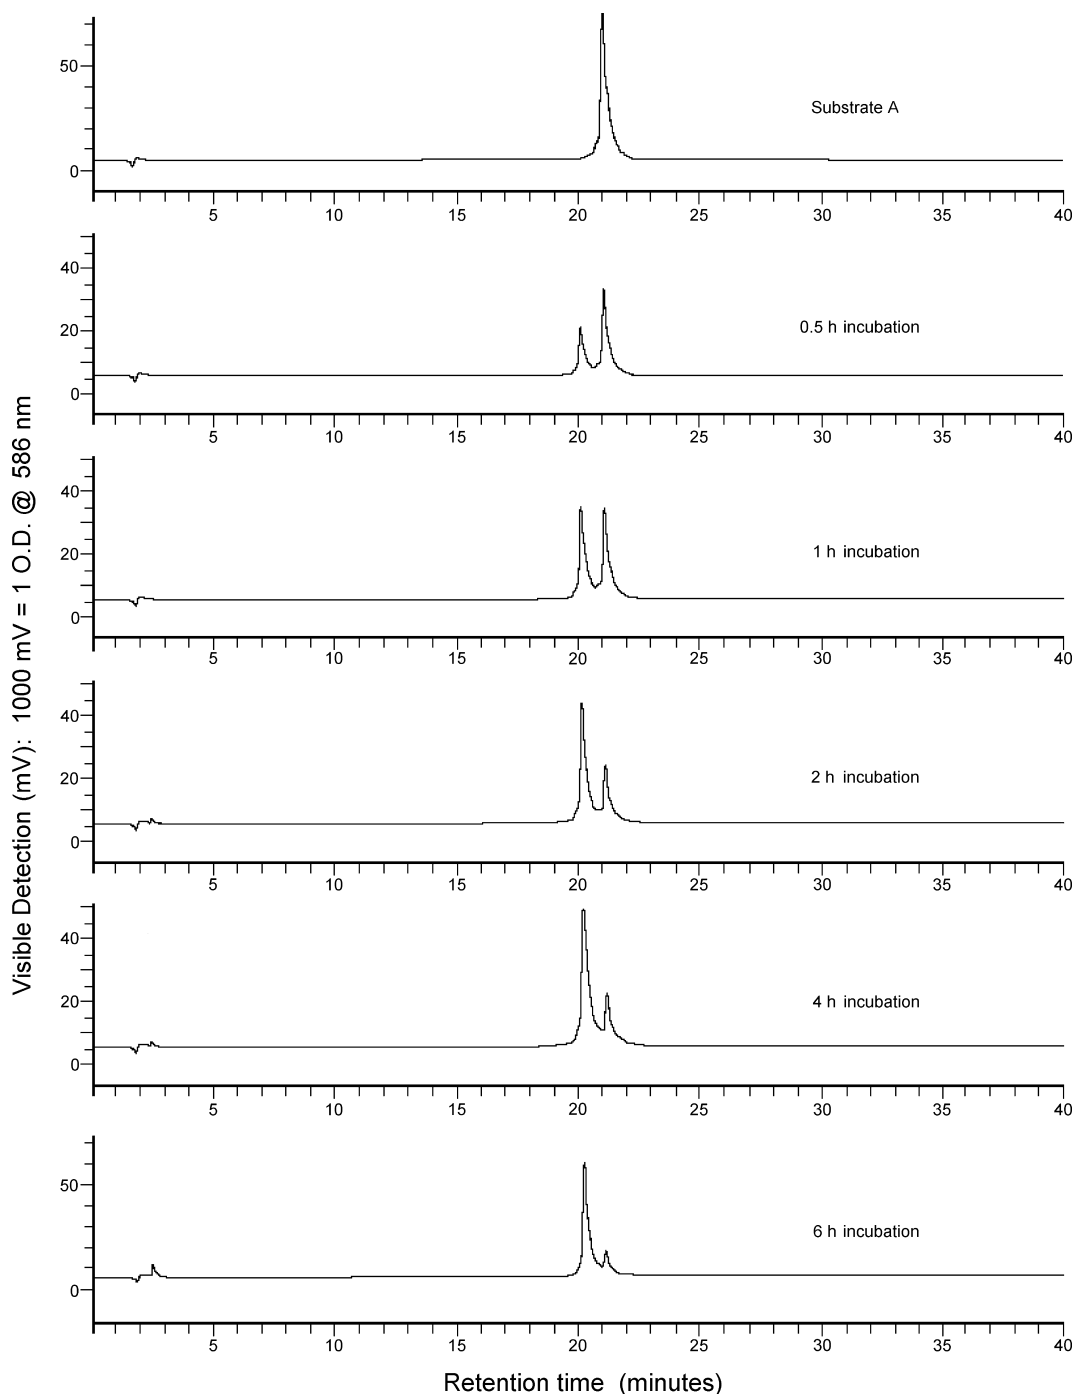 50
0
Substrate A
5 10 15 20 25 30 35 40
40
20
0
0.5 h incubation
5 10 15 20 25 30 35 40
40
20
0
1 h incubation
5 10 15 20 25 30 35 40
40
20
0
2 h incubation
5 10 15 20 25 30 35 40
40
20
0
4 h incubation
5 10 15 20 25 30 35 40
50
0
6 h incubation
5 10 15 20 25 30 35 40
Visible Detection (mV): 1000 mV = 1 O.D. @ 586 nm
Retention time (minutes)